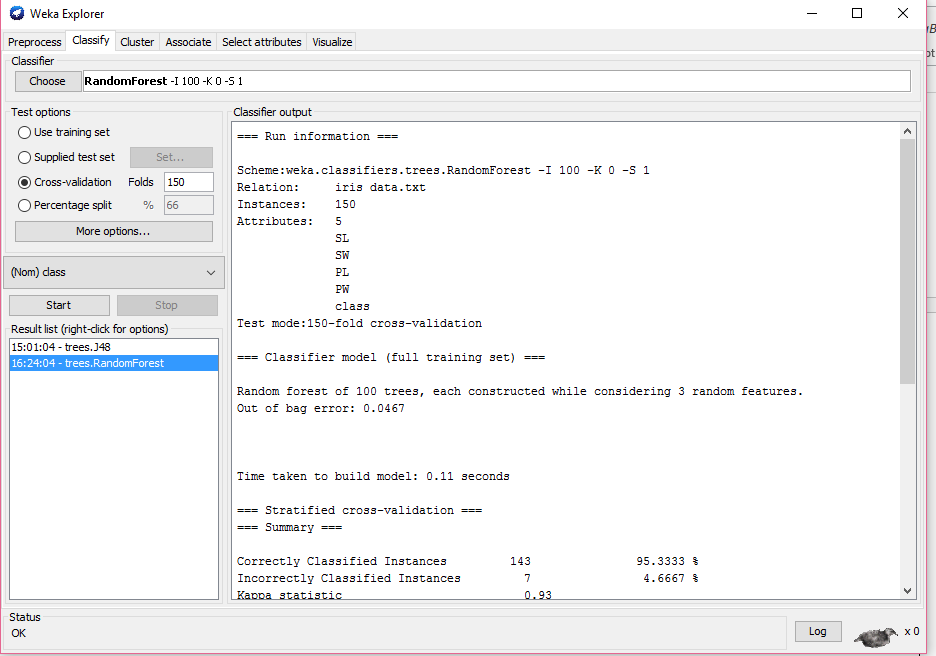 Weka Explorer
Preprocess Classify Cluster Associate Select attributes Visualize
Classifier
Choose RandomForest -I 100 -K 0 -S 1
Test options
Use training set
Supplied test set Set...
Cross-validation Folds 150
Percentage split % 66
More options...
(Nom) class
Start Stop
Result list (right-click for options)
15:01:04 - trees.J48
16:24:04 - trees.RandomForest
Classifier output
=== Run information ===
Scheme:weka.classifiers.trees.RandomForest -I 100 -K 0 -S 1
Relation: iris data.txt
Instances: 150
Attributes: 5
SL
SW
PL
PW
class
Test mode:150-fold cross-validation
=== Classifier model (full training set) ===
Random forest of 100 trees, each constructed while considering 3 random features.
Out of bag error: 0.0467
Time taken to build model: 0.11 seconds
=== Stratified cross-validation ===
=== Summary ===
Correctly Classified Instances 143 95.3333 %
Incorrectly Classified Instances 7 4.6667 %
Kappa statistic 0.93
Status
OK
Log x 0